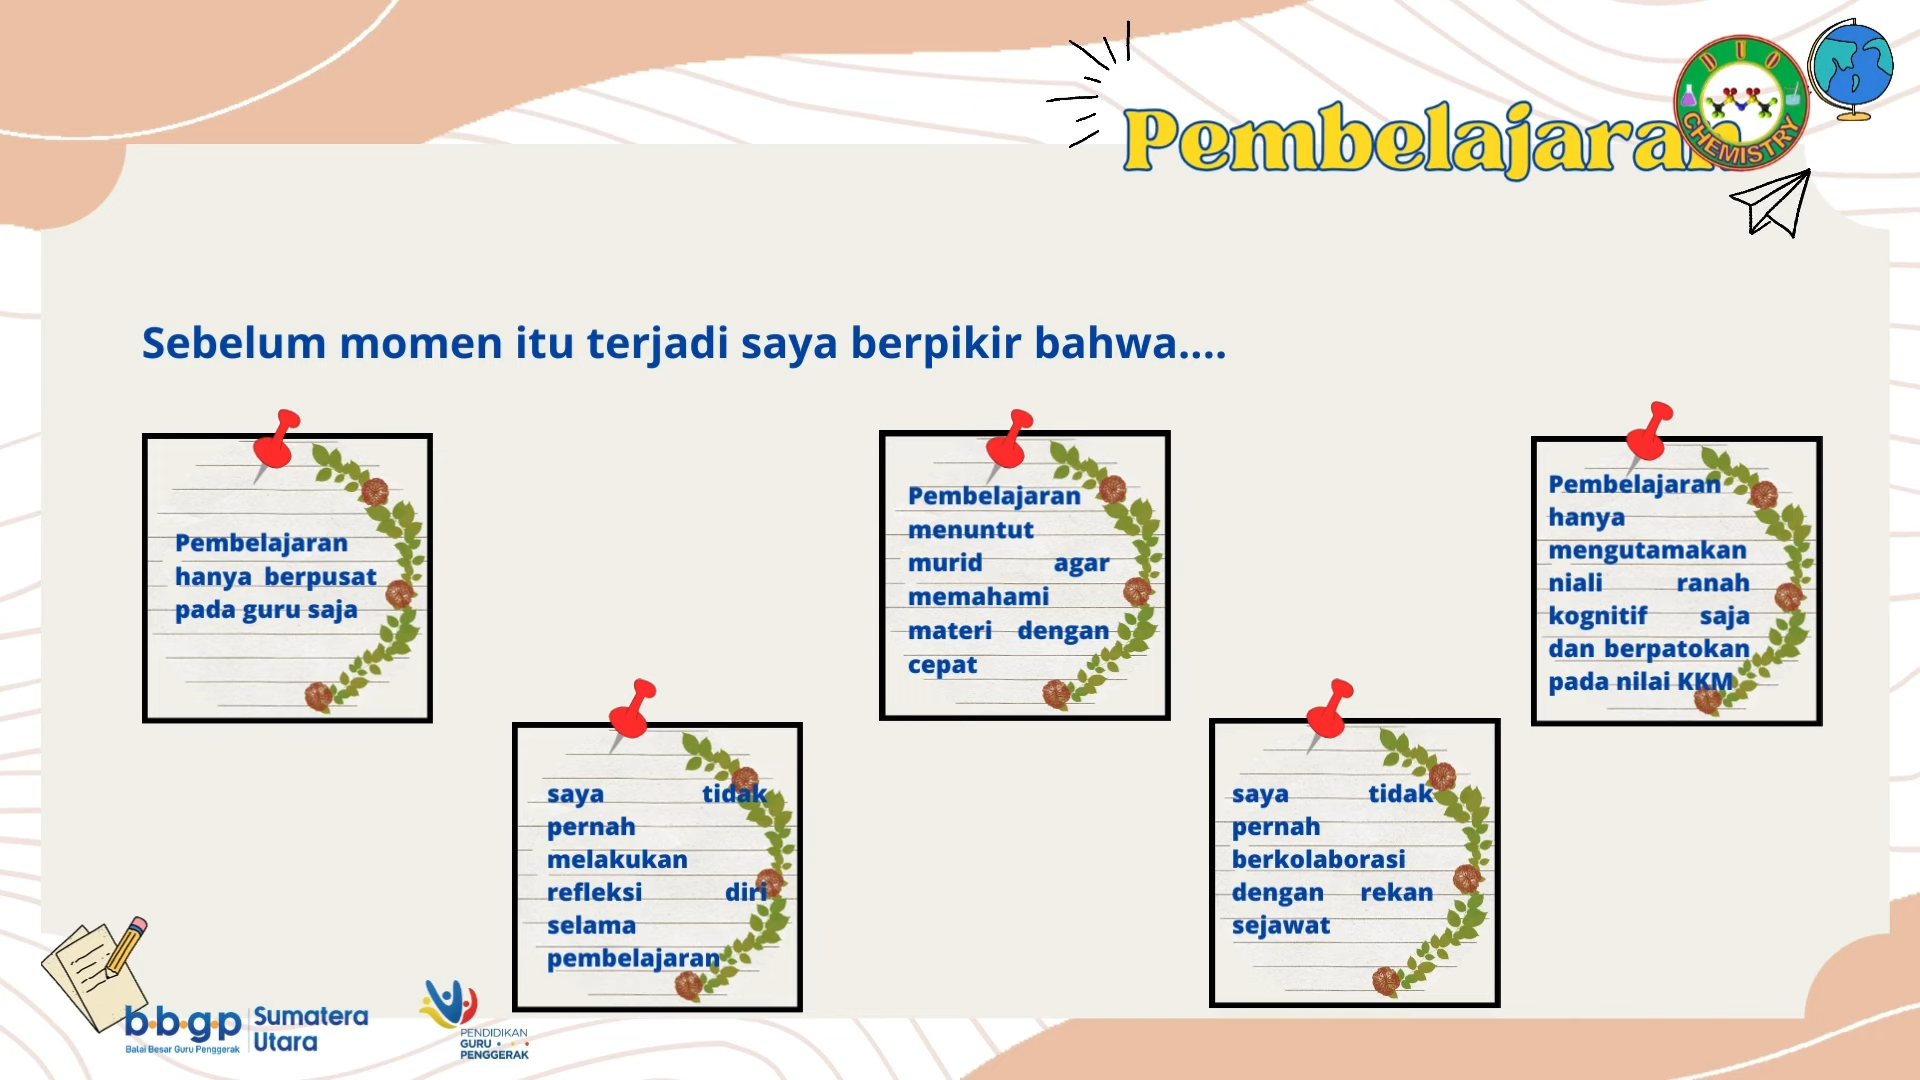 DUO
CHEMISTRY
Pembelajaran
Sebelum momen itu terjadi saya berpikir bahwa....
Pembelajaran
hanya berpusat
pada guru saja
saya tidak
pernah
melakukan
refleksi diri
selama
pembelajaran
Pembelajaran
menuntut
murid agar
memahami
materi dengan
cepat
saya tidak
pernah
berkolaborasi
dengan rekan
sejawat
Pembelajaran
hanya
mengutamakan
niali ranah
kognitif saja
dan berpatokan
pada nilai KKM
b·b·gp
Balai Besar Guru Penggerak
Sumatera
Utara
PENDIDIKAN
GURU
PENGGERAK